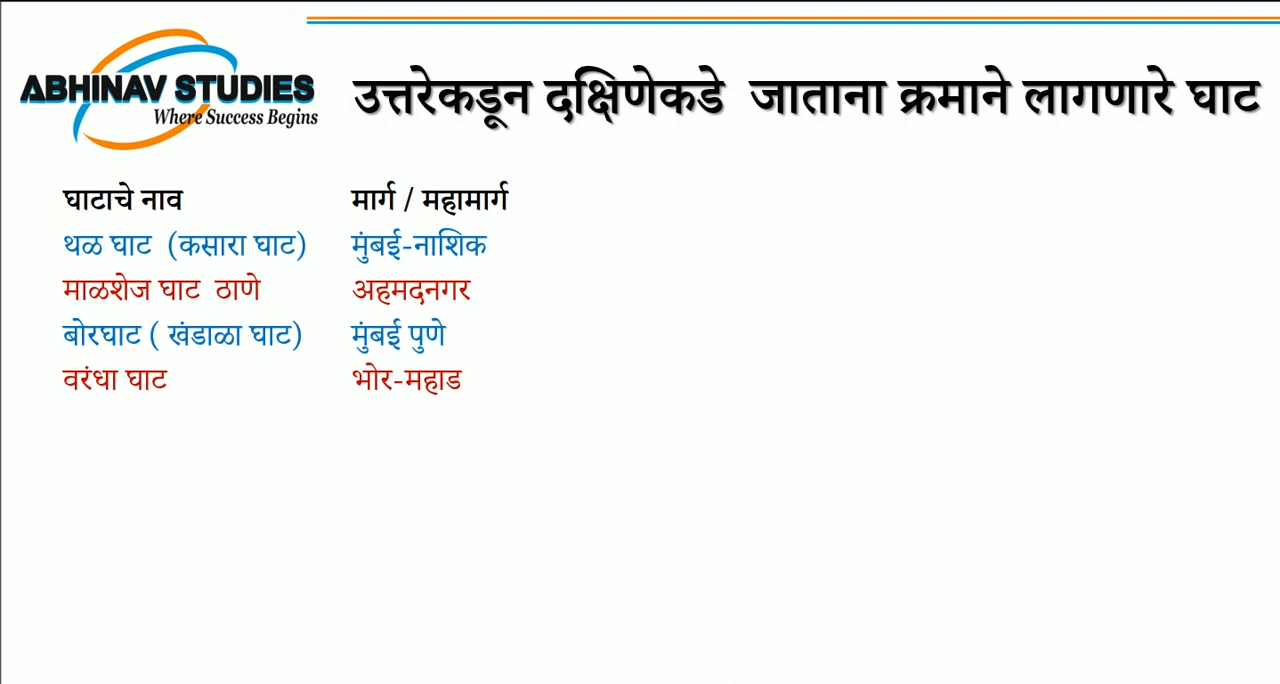 ABHINAV STUDIES
Where Success Begins
उत्तरेकडून दक्षिणेकडे जाताना क्रमाने लागणारे घाट
घाटाचे नाव मार्ग / महामार्ग
थळ घाट (कसारा घाट) मुंबई-नाशिक
माळशेज घाट ठाणे अहमदनगर
बोरघाट ( खंडाळा घाट) मुंबई पुणे
वरंधा घाट भोर-महाड